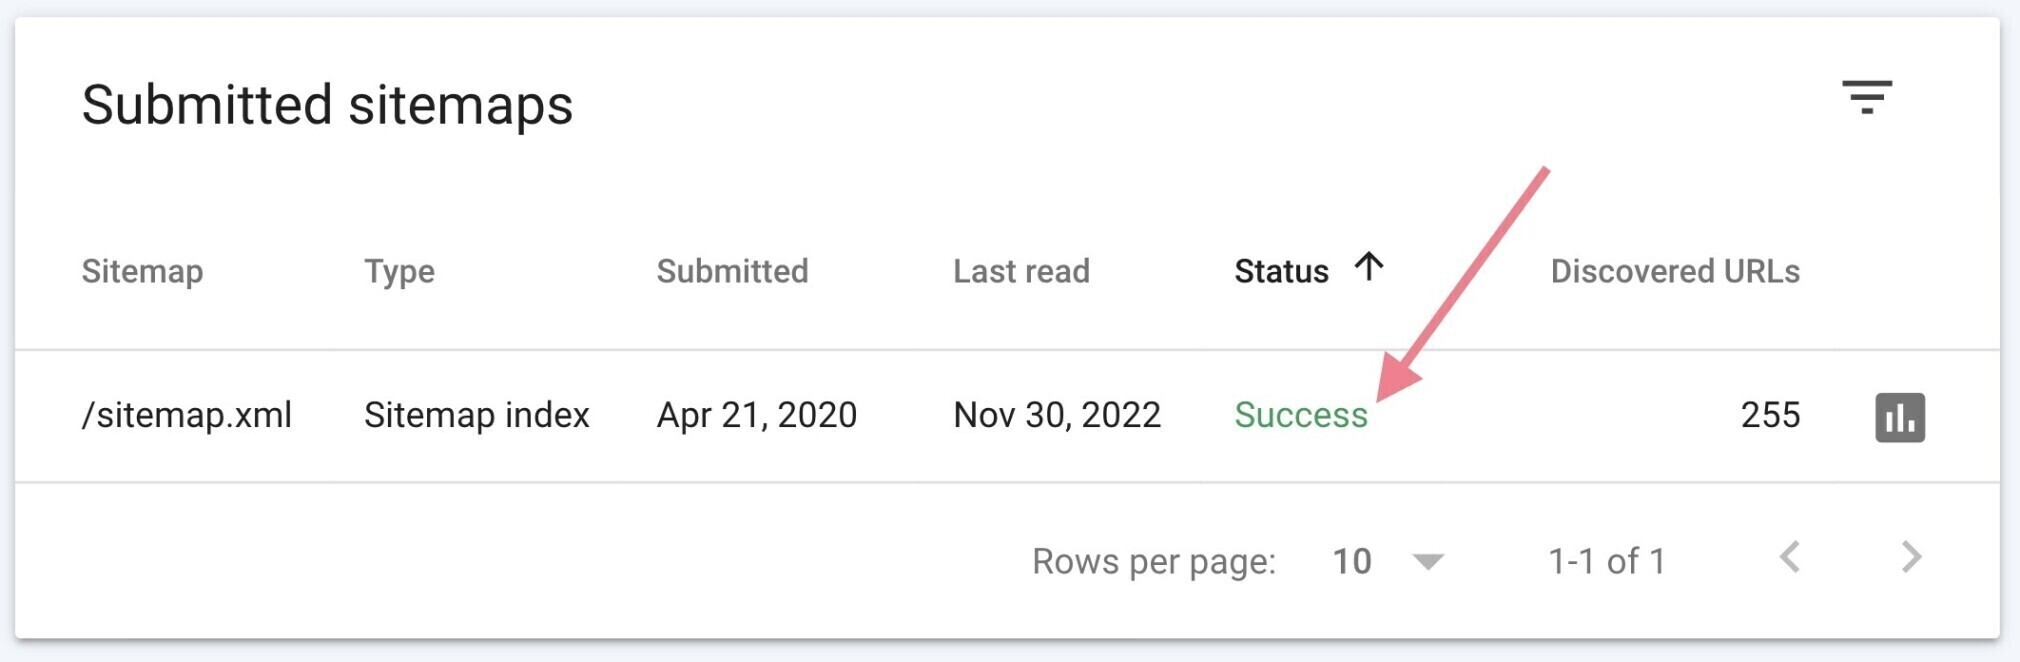 Submitted sitemaps
Sitemap Type Submitted Last read Status Discovered URLs
/sitemap.xml Sitemap index Apr 21, 2020 Nov 30, 2022 Success 255
Rows per page: 10 1-1 of 1